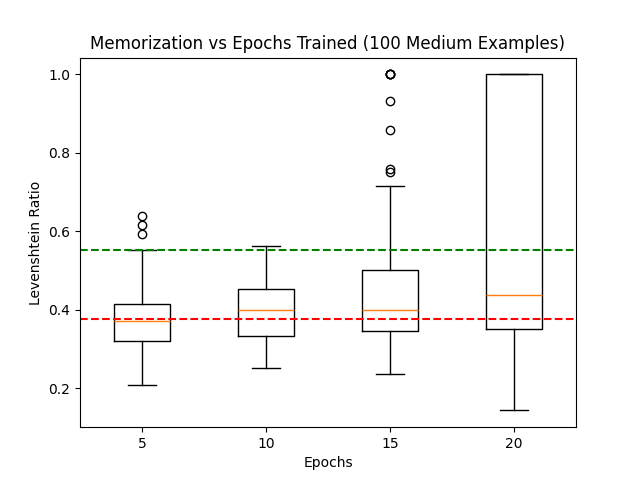 Memorization vs Epochs Trained (100 Medium Examples)
Levenshtein Ratio
1.0
0.8
0.6
0.4
0.2
5 10 15 20
Epochs